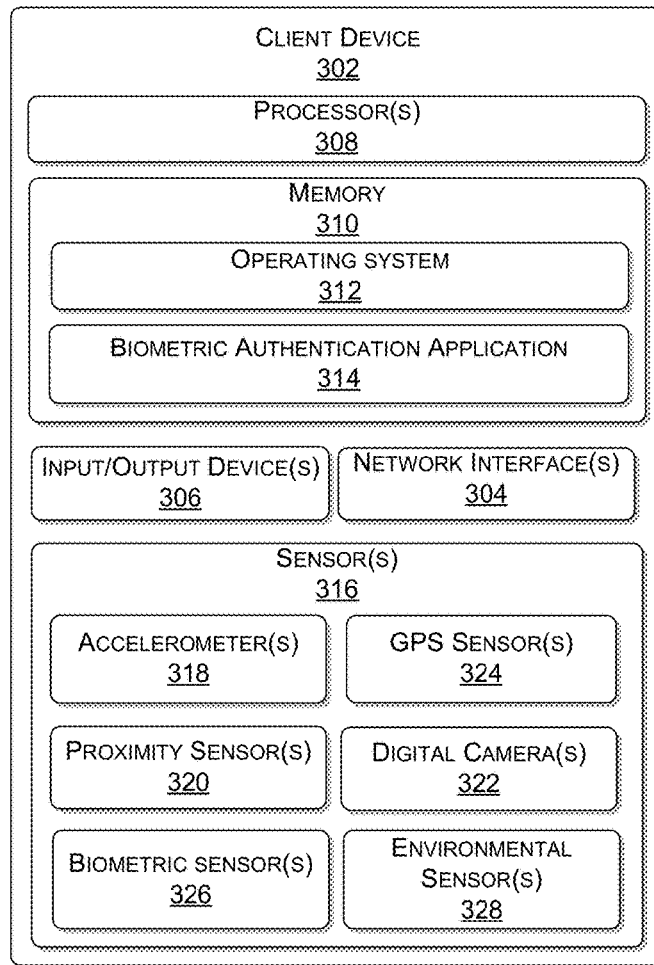 CLIENT DEVICE
302
PROCESSOR(S)
308
MEMORY
310
OPERATING SYSTEM
312
BIOMETRIC AUTHENTICATION APPLICATION
314
INPUT/OUTPUT DEVICE(S)
306
NETWORK INTERFACE(S)
304
SENSOR(S)
316
ACCELEROMETER(S)
318
GPS SENSOR(S)
324
PROXIMITY SENSOR(S)
320
DIGITAL CAMERA(S)
322
BIOMETRIC SENSOR(S)
326
ENVIRONMENTAL
SENSOR(S)
328